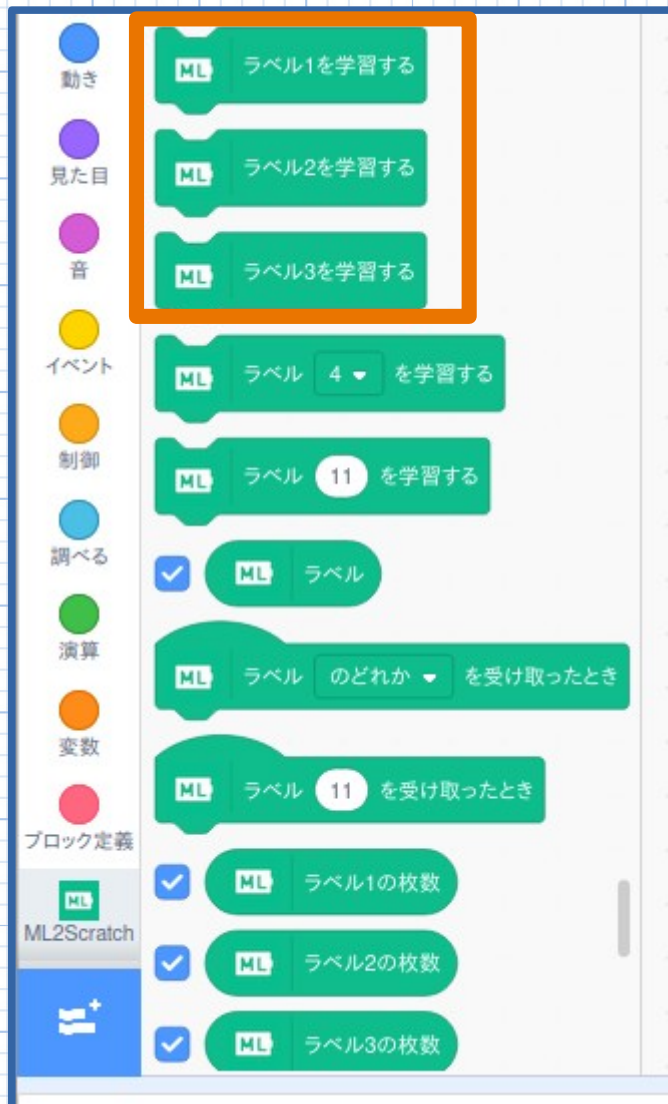 動き
見た目
音
イベント
制御
調べる
演算
変数
ブロック定義
ML
ML2Scratch
ML ラベル1を学習する
ML ラベル2を学習する
ML ラベル3を学習する
ML ラベル 4 を学習する
ML ラベル 11 を学習する
ML ラベル
ML ラベル のどれか を受け取ったとき
ML ラベル 11 を受け取ったとき
ML ラベル1の枚数
ML ラベル2の枚数
ML ラベル3の枚数